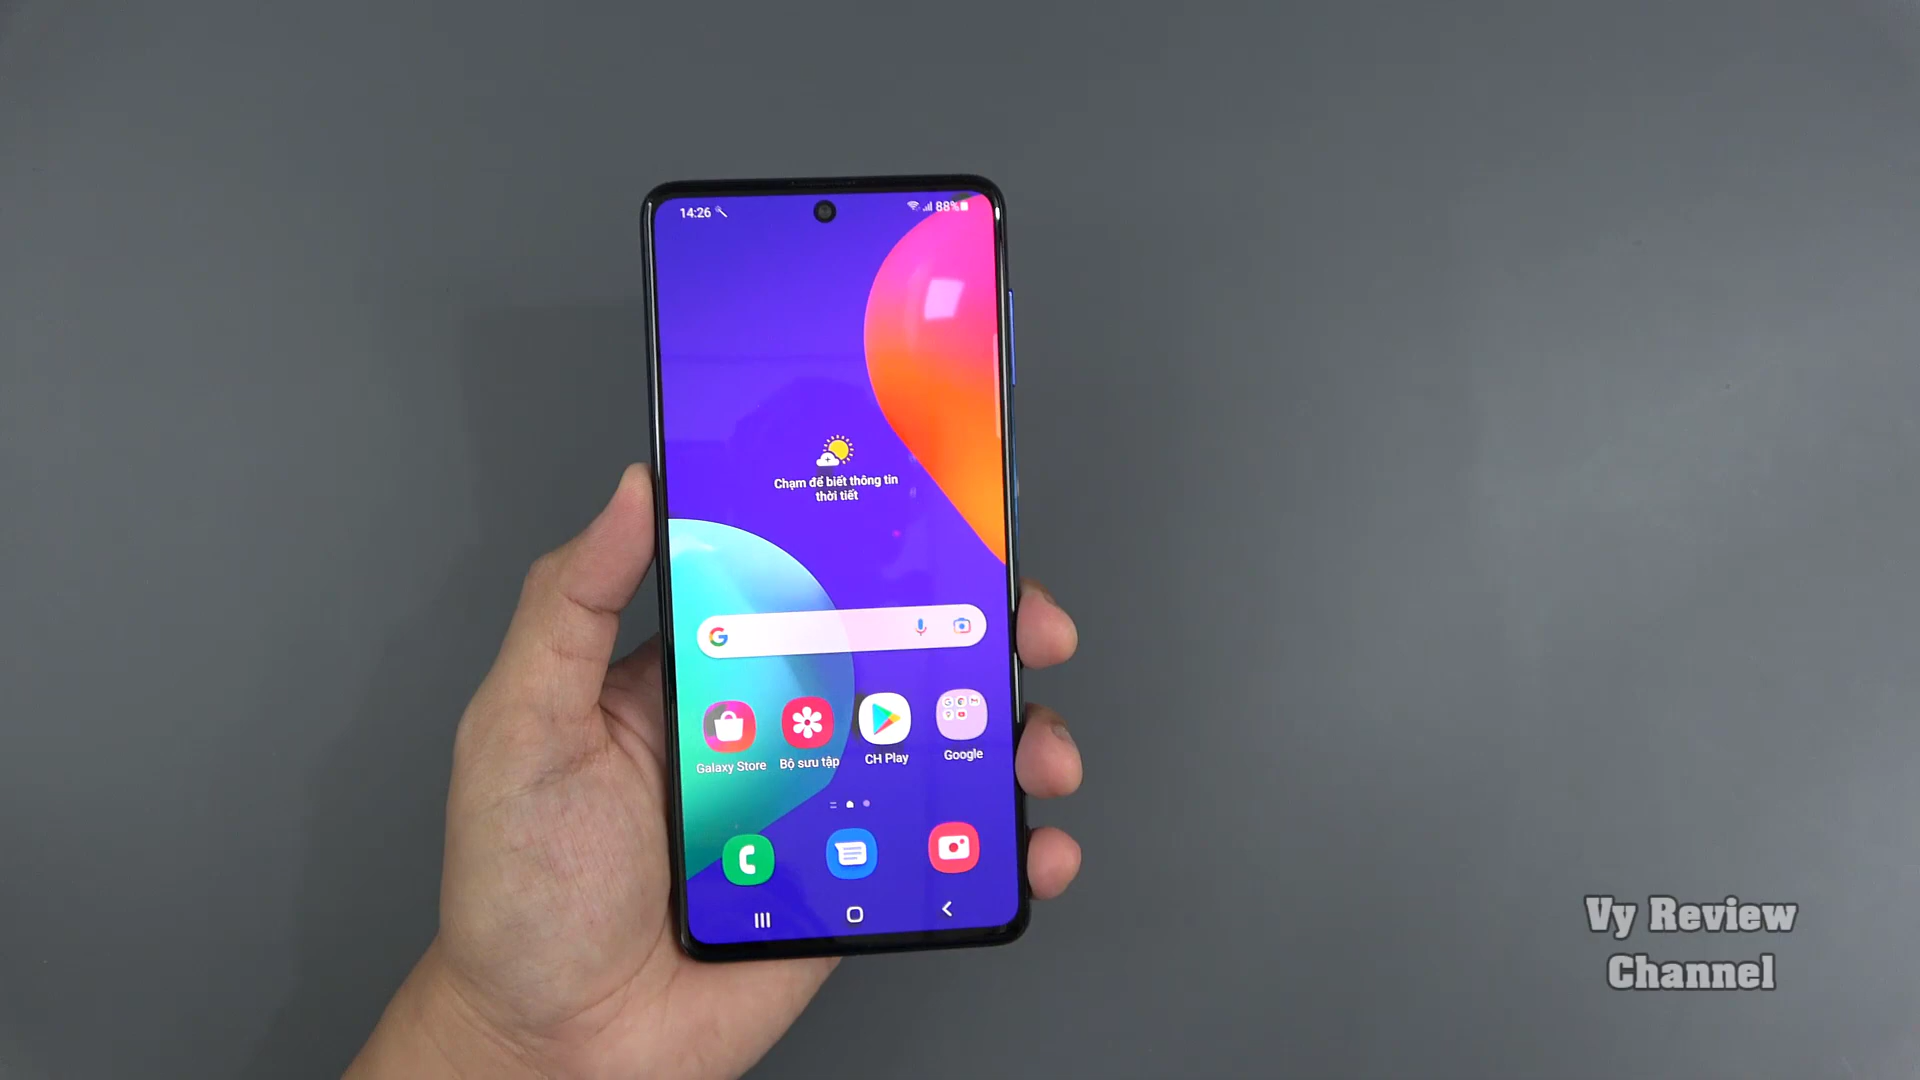 14:26
88%
Chạm để biết thông tin
thời tiết
Galaxy Store
Bộ sưu tập
CH Play
Google
Vy Review
Channel